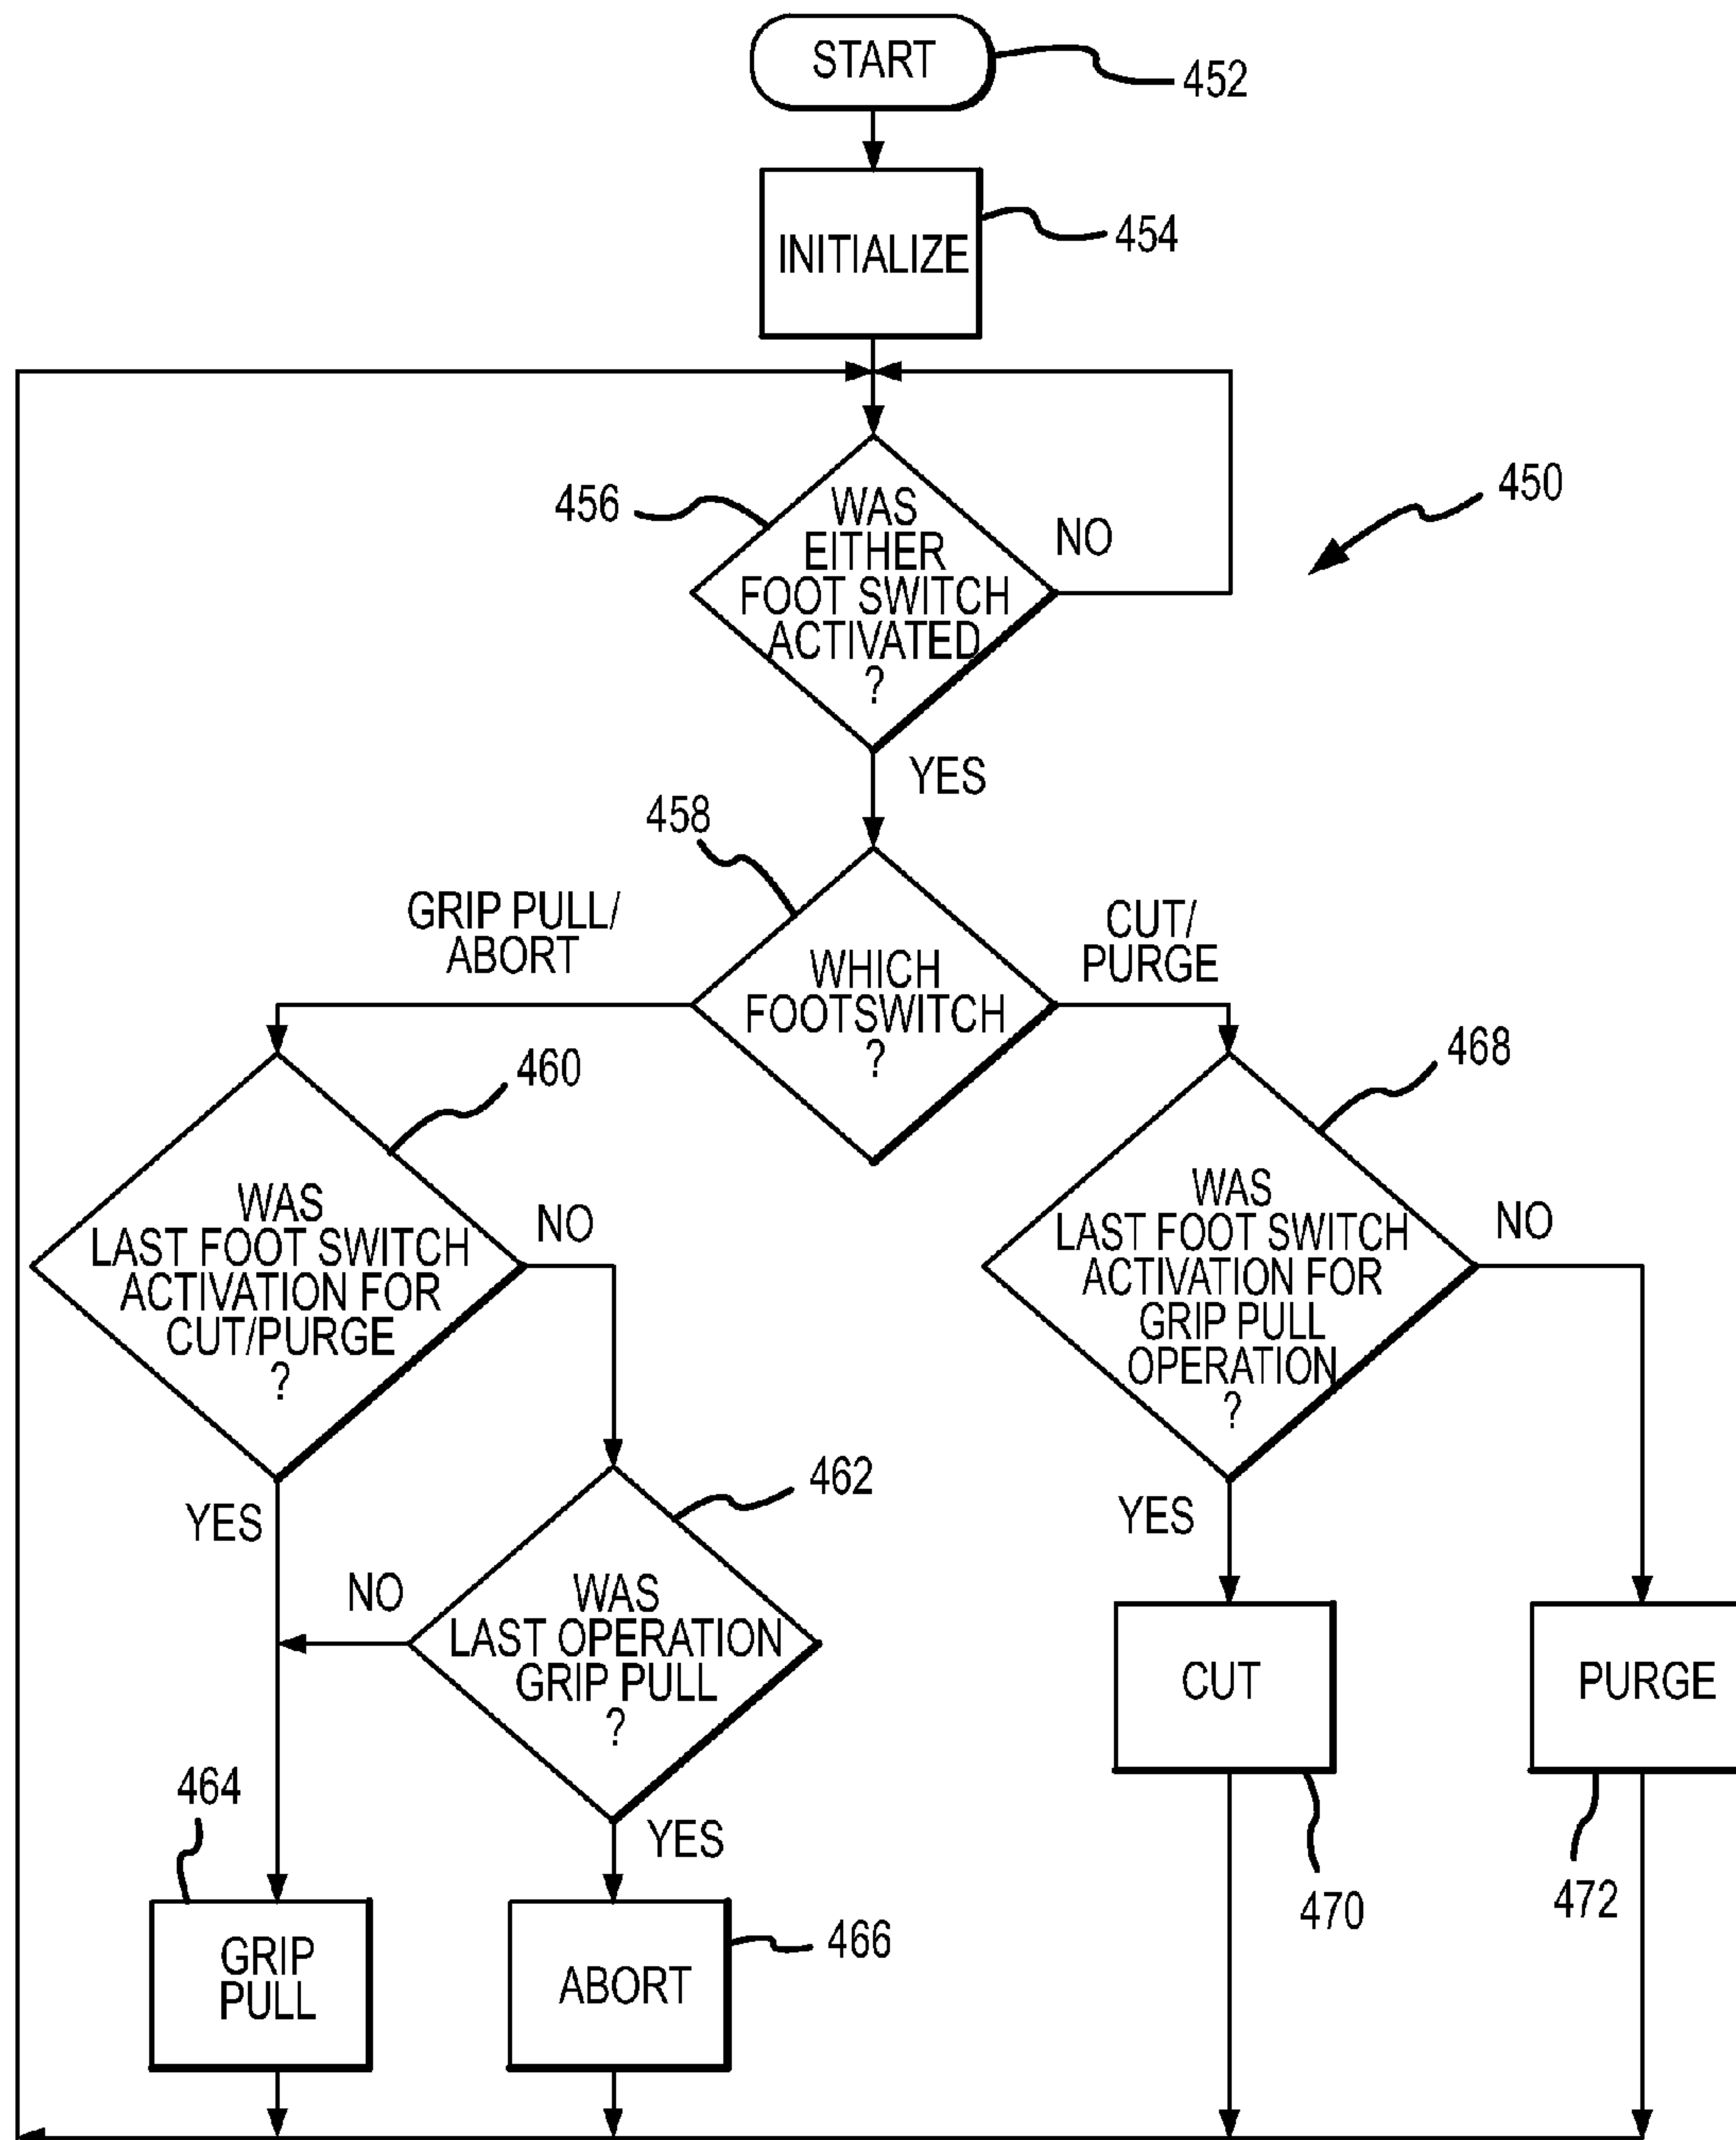 START
452
INITIALIZE
454
456
WAS
EITHER
FOOT SWITCH
ACTIVATED
?
NO
450
YES
458
GRIP PULL/
ABORT
WHICH
FOOTSWITCH
?
CUT/
PURGE
460
WAS
LAST FOOT SWITCH
ACTIVATION FOR
CUT/PURGE
?
NO
468
WAS
LAST FOOT SWITCH
ACTIVATION FOR
GRIP PULL
OPERATION
?
NO
YES
462
WAS
LAST OPERATION
GRIP PULL
?
NO
YES
YES
CUT
470
PURGE
472
464
GRIP
PULL
ABORT
466